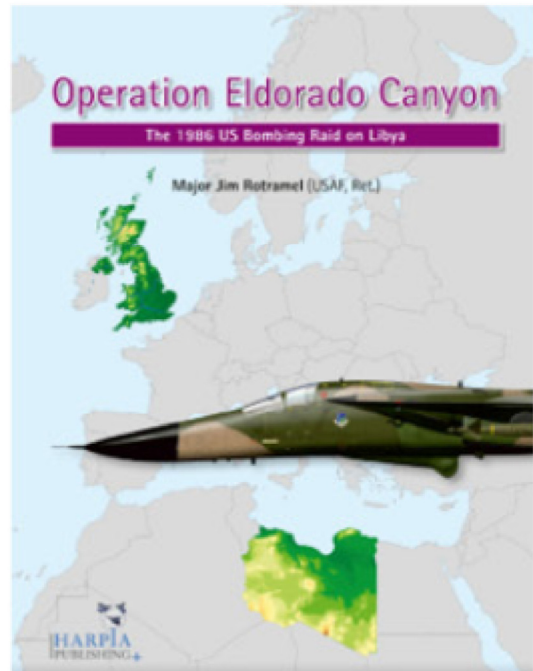 Operation Eldorado Canyon
The 1986 US Bombing Raid on Libya
Major Jim Rotramel (USAF, Ret.)
HARPIA
PUBLISHING+